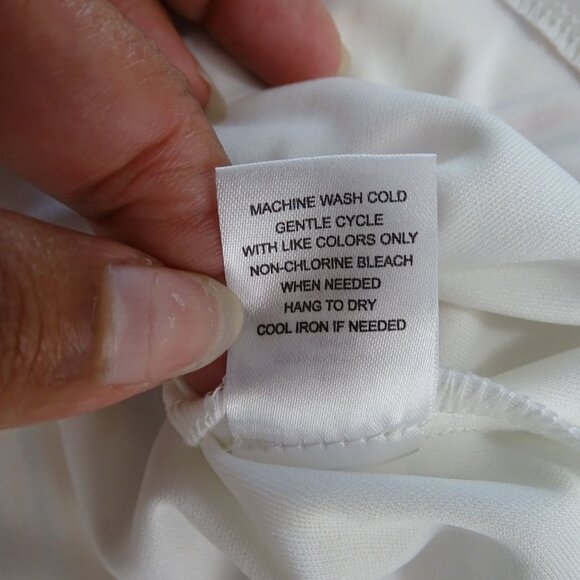 MACHINE WASH COLD
GENTLE CYCLE
WITH LIKE COLORS ONLY
NON-CHLORINE BLEACH
WHEN NEEDED
HANG TO DRY
COOL IRON IF NEEDED